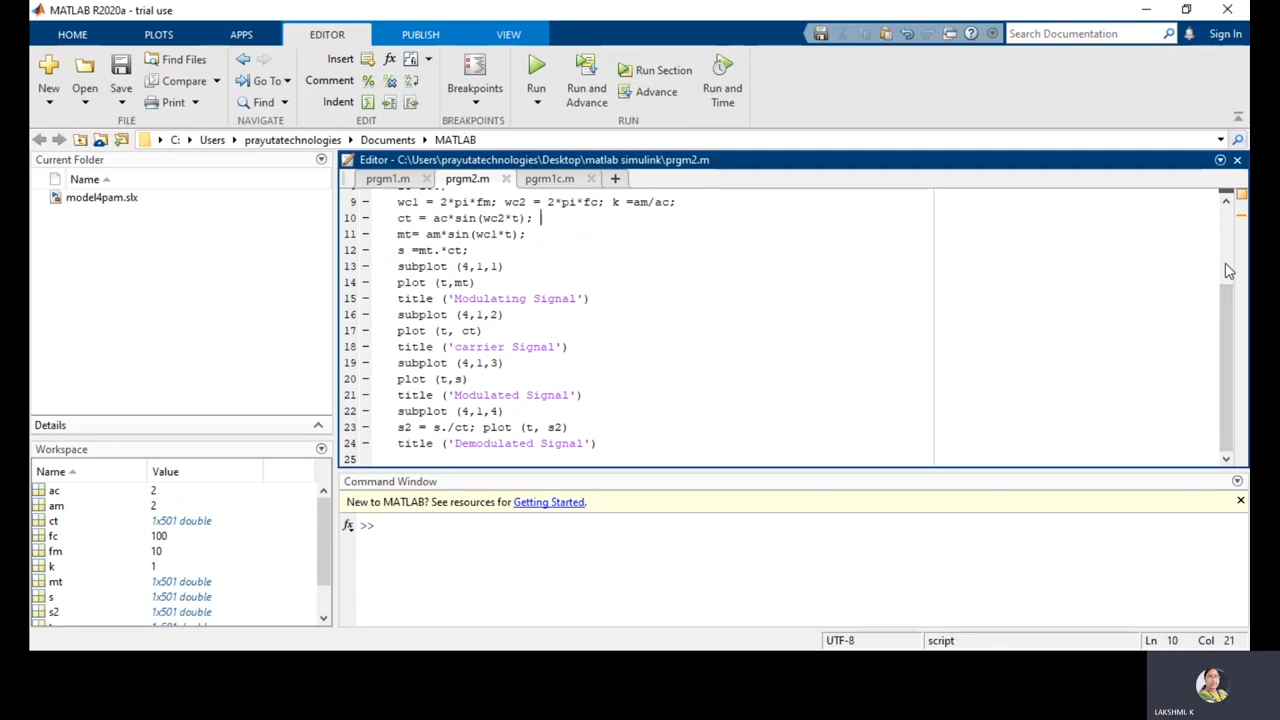 MATLAB R2020a - trial use
HOME PLOTS APPS EDITOR PUBLISH VIEW Search Documentation Sign In
New Open Save Find Files Compare Print
Go To Find
Insert fx
Comment
Indent
Breakpoints
Run Run and Advance Run Section Advance Run and Time
FILE NAVIGATE EDIT BREAKPOINTS RUN
C: Users prayutatechnologies Documents MATLAB
Current Folder
Name
model4pam.slx
Details
Editor - C:\Users\prayutatechnologies\Desktop\matlab simulink\prgm2.m
prgm1.m prgm2.m pgrm1c.m
9 wc1 = 2*pi*fm; wc2 = 2*pi*fc; k =am/ac;
10 ct = ac*sin(wc2*t);
11 mt= am*sin(wc1*t);
12 s =mt.*ct;
13 subplot (4,1,1)
14 plot (t,mt)
15 title ('Modulating Signal')
16 subplot (4,1,2)
17 plot (t, ct)
18 title ('carrier Signal')
19 subplot (4,1,3)
20 plot (t,s)
21 title ('Modulated Signal')
22 subplot (4,1,4)
23 s2 = s./ct; plot (t, s2)
24 title ('Demodulated Signal')
25
Workspace
Name Value
ac 2
am 2
ct 1x501 double
fc 100
fm 10
k 1
mt 1x501 double
s 1x501 double
s2 1x501 double
Command Window
New to MATLAB? See resources for Getting Started.
fx >>
UTF-8 script Ln 10 Col 21
LAKSHMI. K